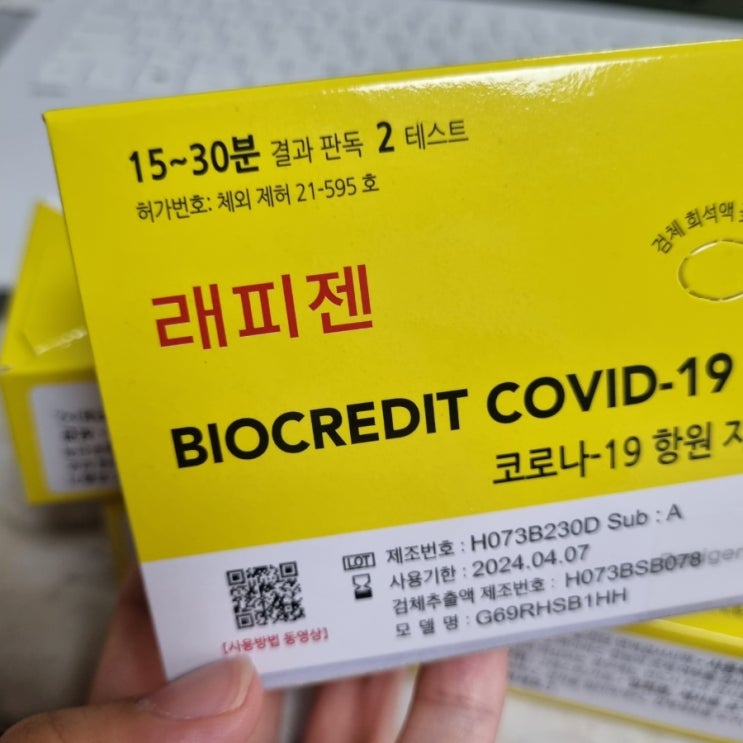 15~30분 결과 판독 2 테스트
허가번호: 체외 제허 21-595 호
검체 희석액
래피젠
BIOCREDIT COVID-19
코로나-19 항원
LOT 제조번호 : H073B230D Sub : A
사용기한 : 2024.04.07
검체추출액 제조번호 : H073BSB078
모 델 명 : G69RHSB1HH
[사용방법 동영상]